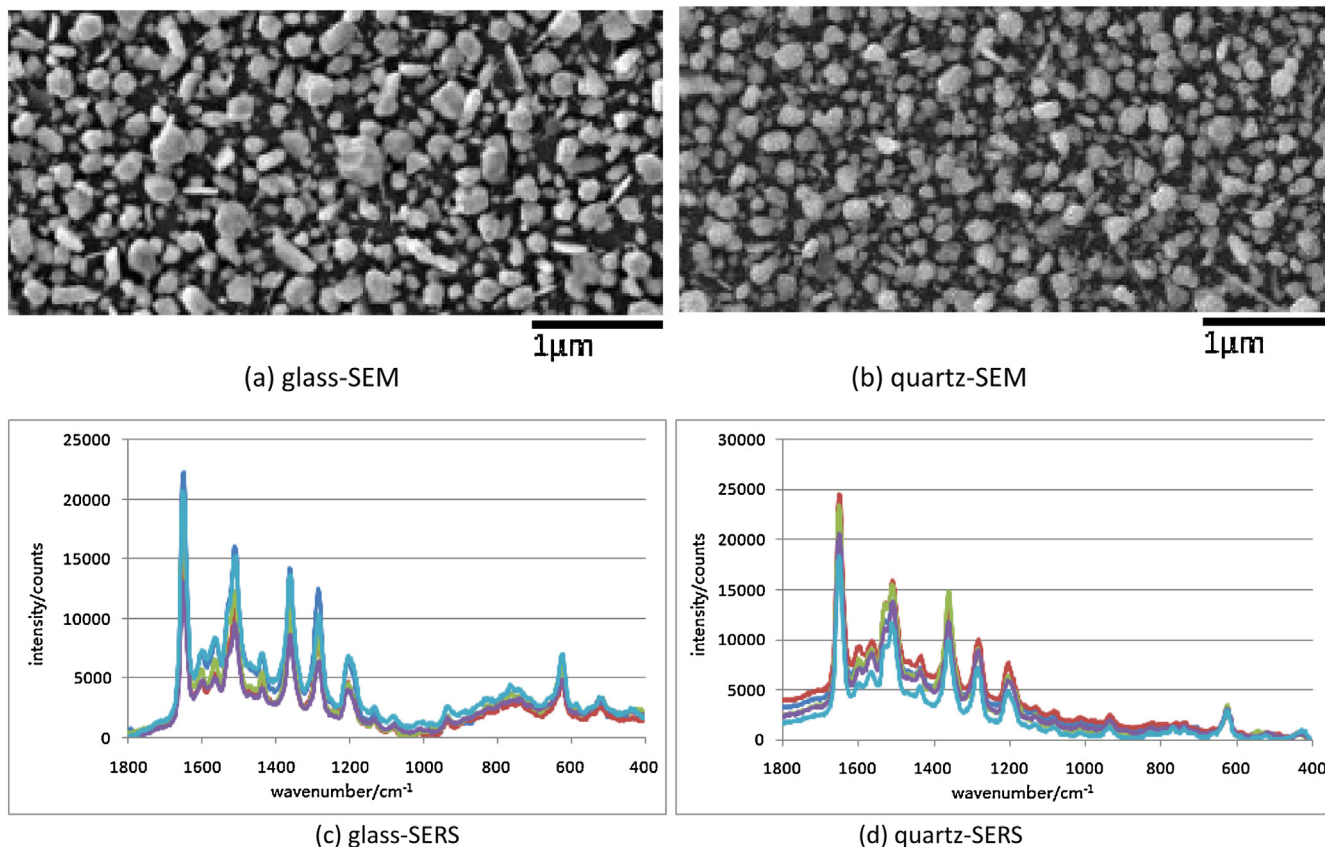 1μm
1μm
(a) glass-SEM
(b) quartz-SEM
intensity/counts
25000
20000
15000
10000
5000
0
1800 1600 1400 1200 1000 800 600 400
wavenumber/cm⁻¹
(c) glass-SERS
intensity/counts
30000
25000
20000
15000
10000
5000
0
1800 1600 1400 1200 1000 800 600 400
wavenumber/cm⁻¹
(d) quartz-SERS